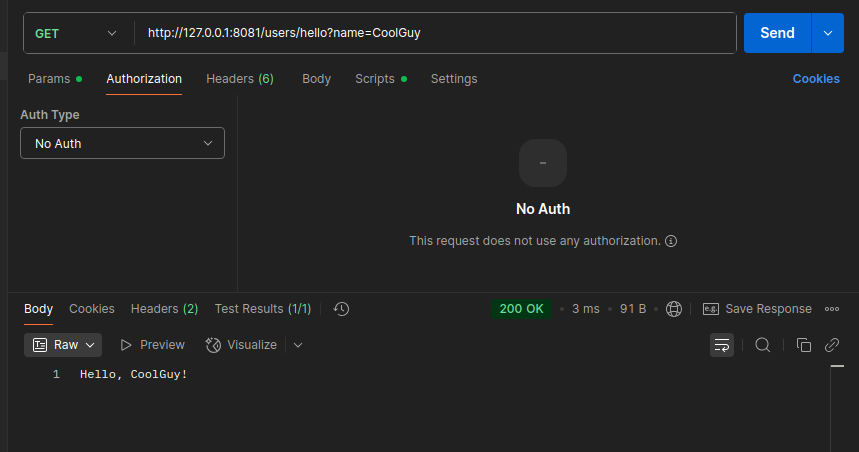 GET http://127.0.0.1:8081/users/hello?name=CoolGuy Send
Params Authorization Headers (6) Body Scripts Settings Cookies
Auth Type
No Auth
No Auth
This request does not use any authorization.
Body Cookies Headers (2) Test Results (1/1) 200 OK 3 ms 91 B e.g. Save Response
Raw Preview Visualize
1 Hello, CoolGuy!